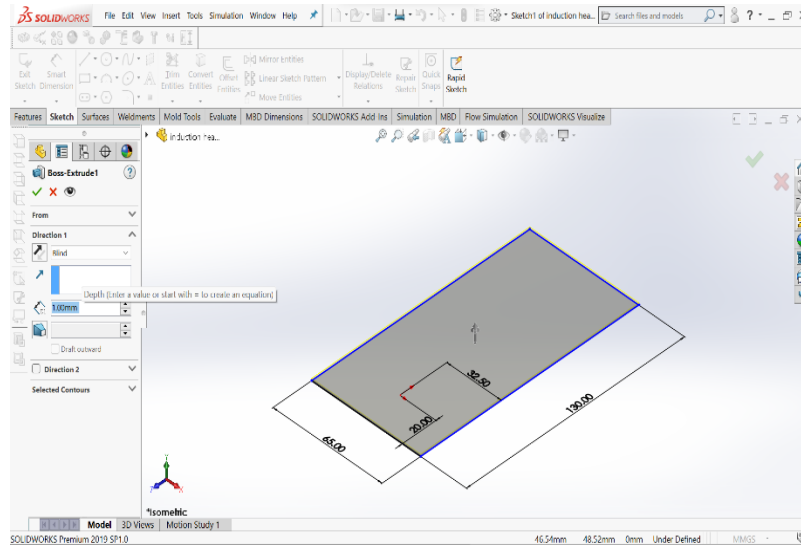 SOLIDWORKS File Edit View Insert Tools Simulation Window Help Sketch1 of induction hea... Search files and models ?
Exit Sketch Smart Dimension Trim Entities Convert Entities Offset Entities Mirror Entities Linear Sketch Pattern Move Entities Display/Delete Relations Repair Sketch Quick Snaps Rapid Sketch
Features Sketch Surfaces Weldments Mold Tools Evaluate MBD Dimensions SOLIDWORKS Add Ins Simulation MBD Flow Simulation SOLIDWORKS Visualize
induction hea...
Boss-Extrude1
From
Direction 1
Blind
Depth (Enter a value or start with = to create an equation)
1.00mm
Draft outward
Direction 2
Selected Contours
32.50
130.00
20.00
65.00
*Isometric
Model 3D Views Motion Study 1
SOLIDWORKS Premium 2019 SP1.0 46.54mm 48.52mm 0mm Under Defined MMGS